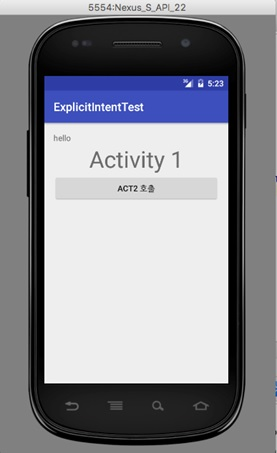 5554:Nexus_S_API_22
5:23
ExplicitIntentTest
hello
Activity 1
ACT2 호출